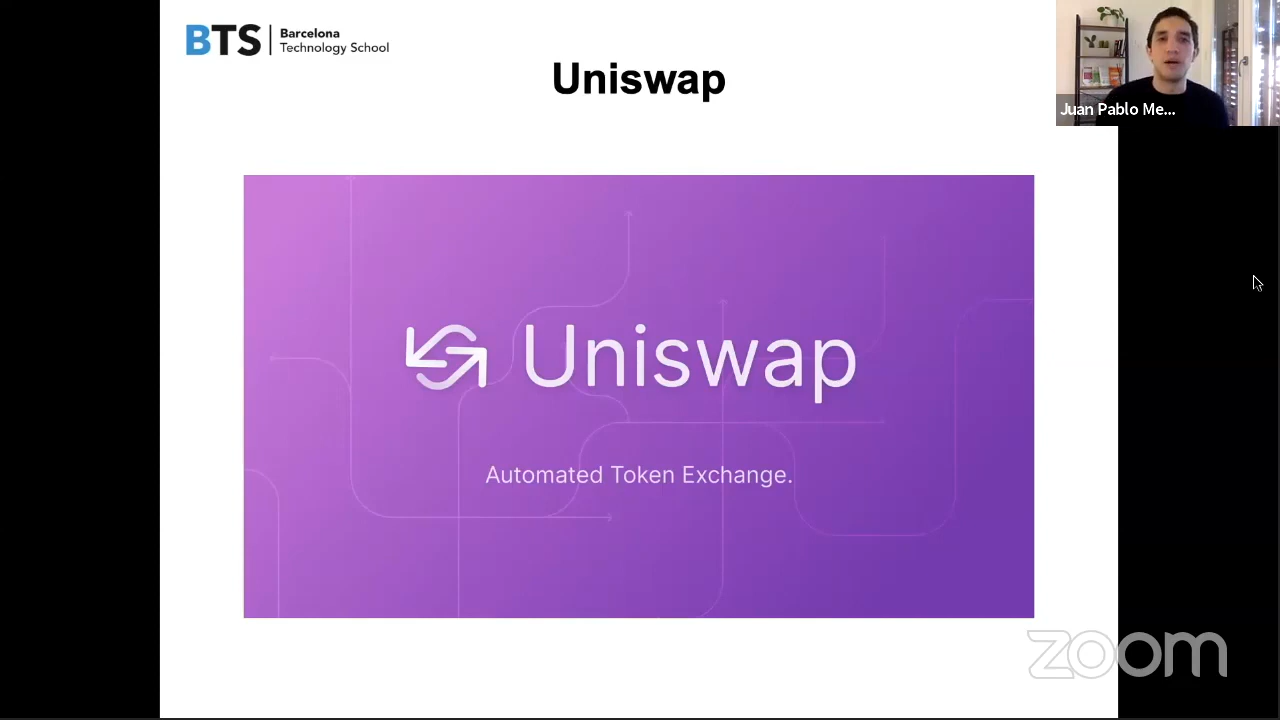 BTS
Barcelona
Technology School
Uniswap
Juan Pablo Me...
Uniswap
Automated Token Exchange.
zoom